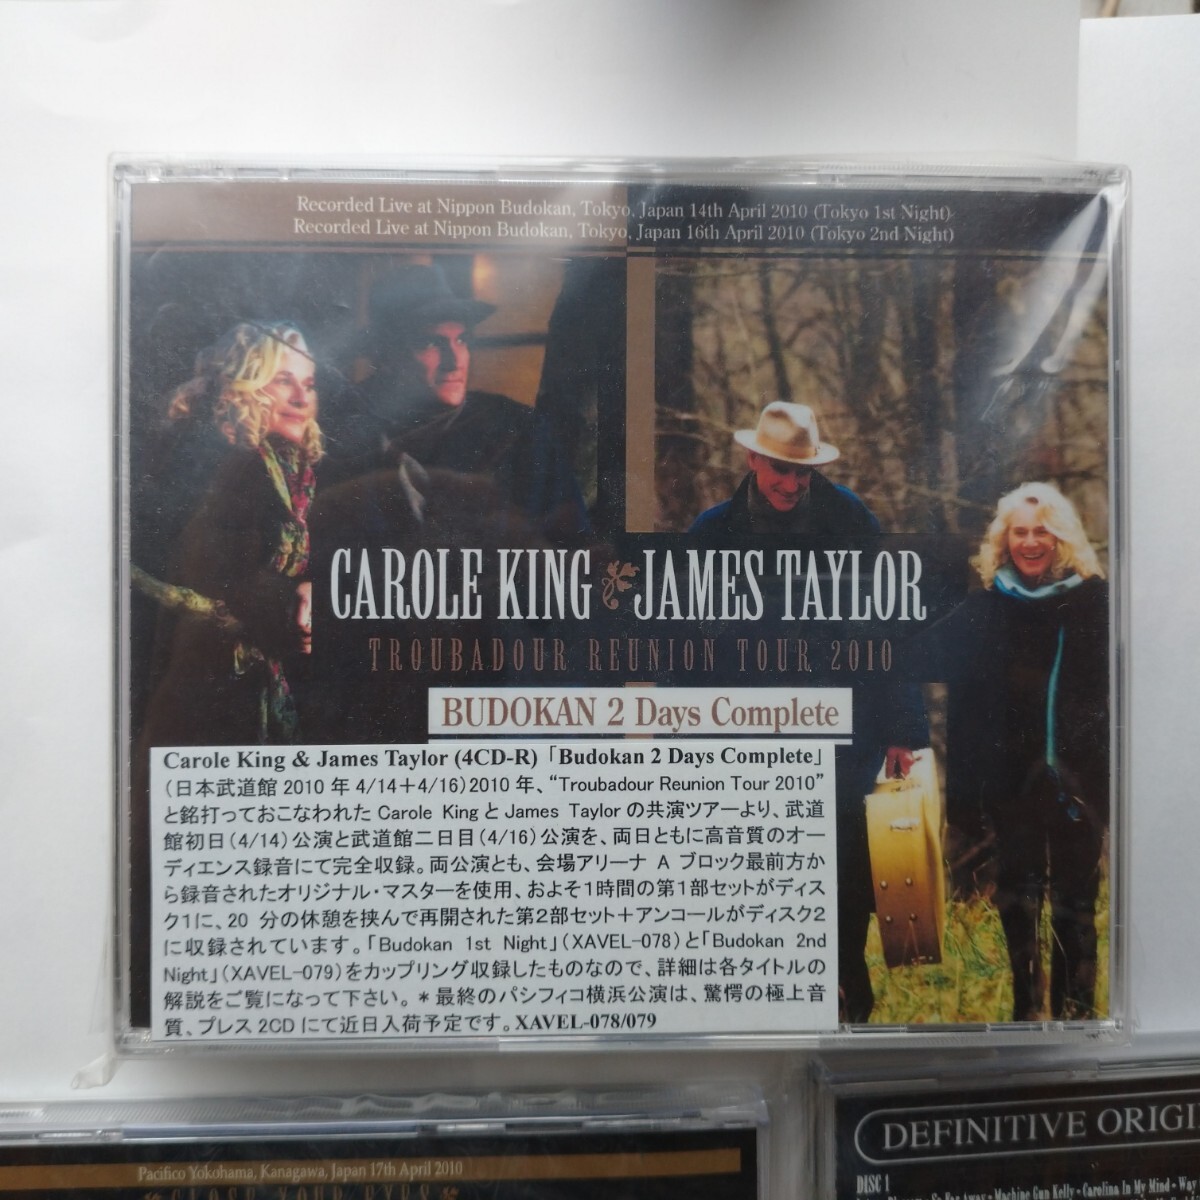 Recorded Live at Nippon Budokan, Tokyo, Japan 14th April 2010 (Tokyo 1st Night)
Recorded Live at Nippon Budokan, Tokyo, Japan 16th April 2010 (Tokyo 2nd Night)
CAROLE KING JAMES TAYLOR
TROUBADOUR REUNION TOUR 2010
BUDOKAN 2 Days Complete
Carole King & James Taylor (4CD-R)「Budokan 2 Days Complete」
(日本武道館 2010 年 4/14＋4/16)2010 年、“Troubadour Reunion Tour 2010”
と銘打っておこなわれた Carole King と James Taylor の共演ツアーより、武道
館初日(4/14)公演と武道館二日目(4/16)公演を、両日ともに高音質のオー
ディエンス録音にて完全収録。両公演とも、会場アリーナ A ブロック最前方か
ら録音されたオリジナル・マスターを使用、およそ1時間の第1部セットがディス
ク1に、20 分の休憩を挟んで再開された第2部セット＋アンコールがディスク2
に収録されています。「Budokan 1st Night」(XAVEL-078)と「Budokan 2nd
Night」(XAVEL-079)をカップリング収録したものなので、詳細は各タイトルの
解説をご覧になって下さい。＊最終のパシフィコ横浜公演は、驚愕の極上音
質、プレス 2CD にて近日入荷予定です。XAVEL-078/079
Pacifico Yokohama, Kanagawa, Japan 17th April 2010
CLOSE YOUR EYES
DEFINITIVE ORIGI
DISC 1
So Far Away • Machine Gun Kelly • Carolina In My Mind • Way